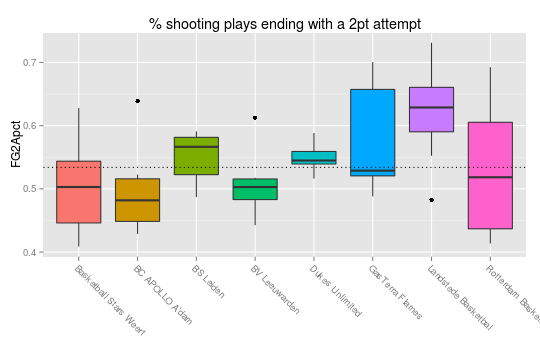 % shooting plays ending with a 2pt attempt
FG2Apct
0.7
0.6
0.5
0.4
Basketball Stars Weert
BC APOLLO A'dam
BS Leiden
BV Leeuwarden
Dukes Unlimited
GasTerra Flames
Landstede Basketbal
Rotterdam Baske